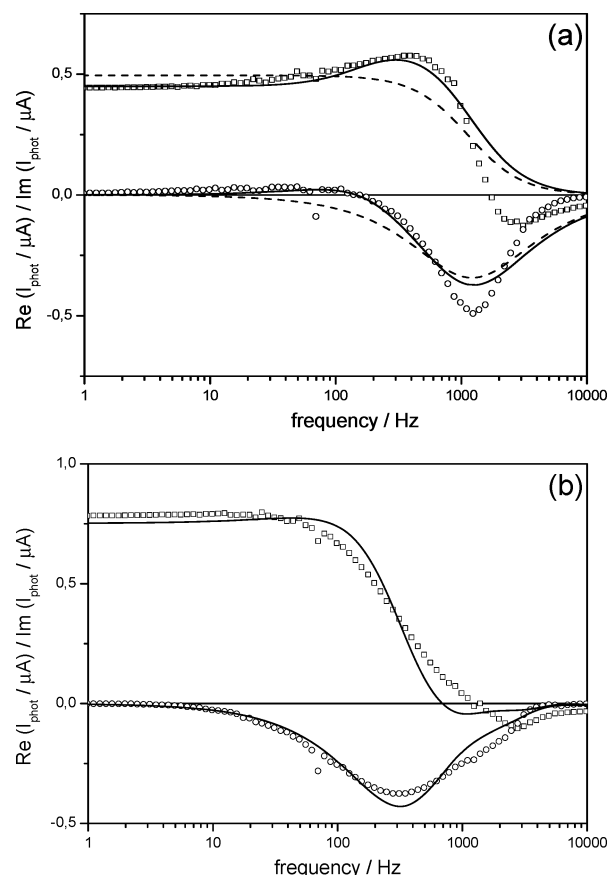 (a)
0,5
0,0
-0,5
Re (I_phot / µA) / Im (I_phot / µA)
1 10 100 1000 10000
frequency / Hz
(b)
1,0
0,5
0,0
-0,5
Re (I_phot / µA) / Im (I_phot / µA)
1 10 100 1000 10000
frequency / Hz